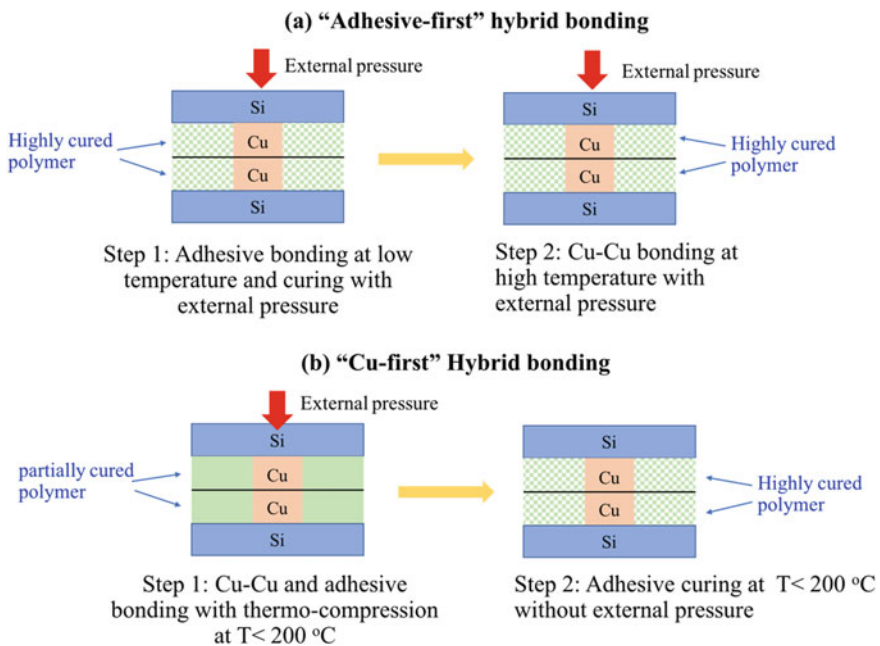 (a) “Adhesive-first” hybrid bonding
External pressure
External pressure
Si
Si
Highly cured
polymer
Cu
Cu
Cu
Cu
Highly cured
polymer
Si
Si
Step 1: Adhesive bonding at low
temperature and curing with
external pressure
Step 2: Cu-Cu bonding at
high temperature with
external pressure
(b) “Cu-first” Hybrid bonding
External pressure
Si
Si
partially cured
polymer
Cu
Cu
Cu
Cu
Highly cured
polymer
Si
Si
Step 1: Cu-Cu and adhesive
bonding with thermo-compression
at T< 200 °C
Step 2: Adhesive curing at T< 200 °C
without external pressure